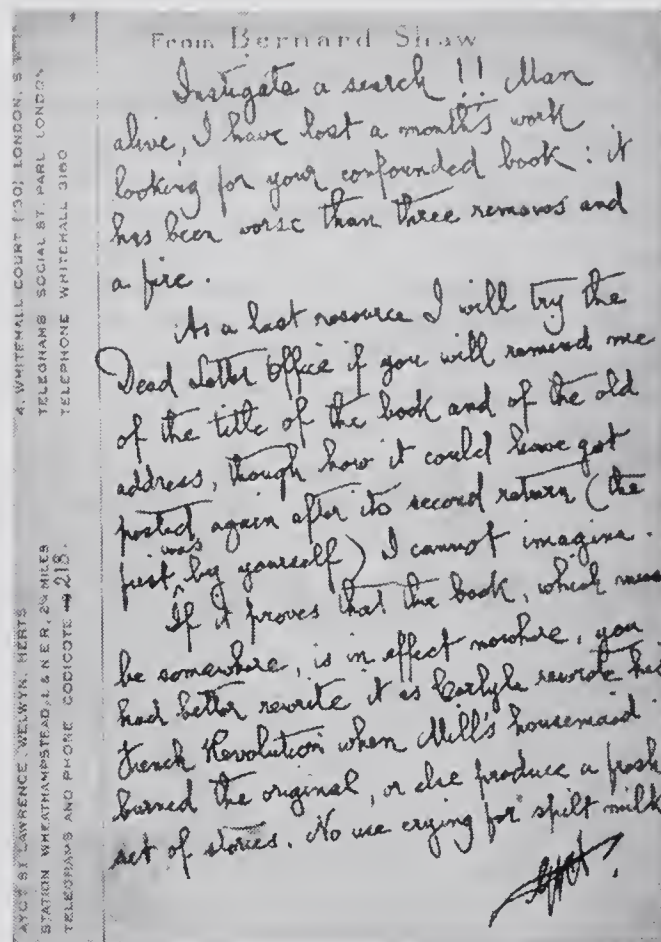 From Bernard Shaw
Instigate a search !! Man
alive, I have lost a month's work
looking for your confounded book : it
has been worse than three removes and
a fire.
As a last resource I will try the
Dead Letter Office if you will remind me
of the title of the book and of the old
address, though how it could have got
posted again after its second return (the
first was by yourself) I cannot imagine.
If it proves that the book, which must
be somewhere, is in effect nowhere, you
had better rewrite it as Carlyle rewrote his
French Revolution when Mill's housemaid
burned the original, or else produce a fresh
set of stories. No use crying for spilt milk
4, WHITEHALL COURT (130) LONDON, S.W.
TELEGRAMS SOCIALIST, PARL LONDON
TELEPHONE WHITEHALL 3160
AYOT ST LAWRENCE, WELWYN, HERTS
STATION WHEATHAMPSTEAD, L & N E R, 2¼ MILES
TELEGRAMS AND PHONE CODICOTE 218.